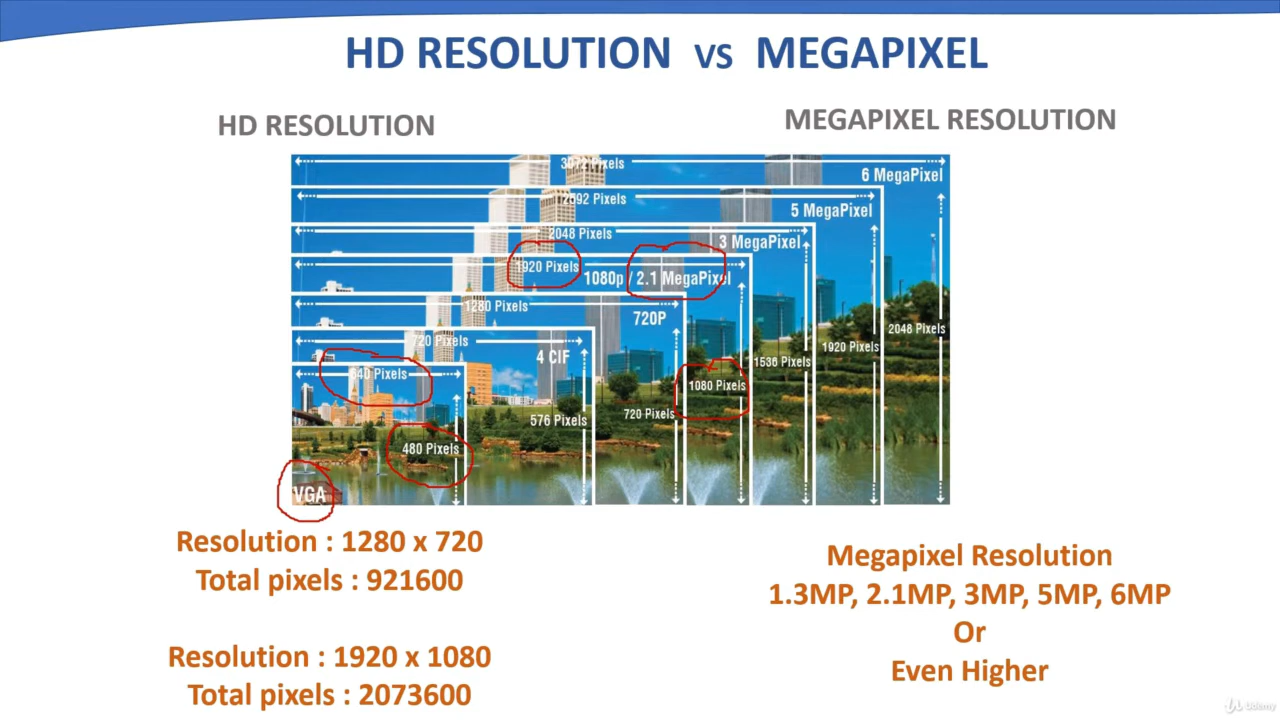 HD RESOLUTION VS MEGAPIXEL
HD RESOLUTION
MEGAPIXEL RESOLUTION
3072 Pixels
6 MegaPixel
2592 Pixels
5 MegaPixel
2048 Pixels
3 MegaPixel
1920 Pixels
1080p / 2.1 MegaPixel
1280 Pixels
720P
720 Pixels
4 CIF
640 Pixels
480 Pixels
VGA
576 Pixels
720 Pixels
1080 Pixels
1536 Pixels
1920 Pixels
2048 Pixels
Resolution : 1280 x 720
Total pixels : 921600
Resolution : 1920 x 1080
Total pixels : 2073600
Megapixel Resolution
1.3MP, 2.1MP, 3MP, 5MP, 6MP
Or
Even Higher
Udemy